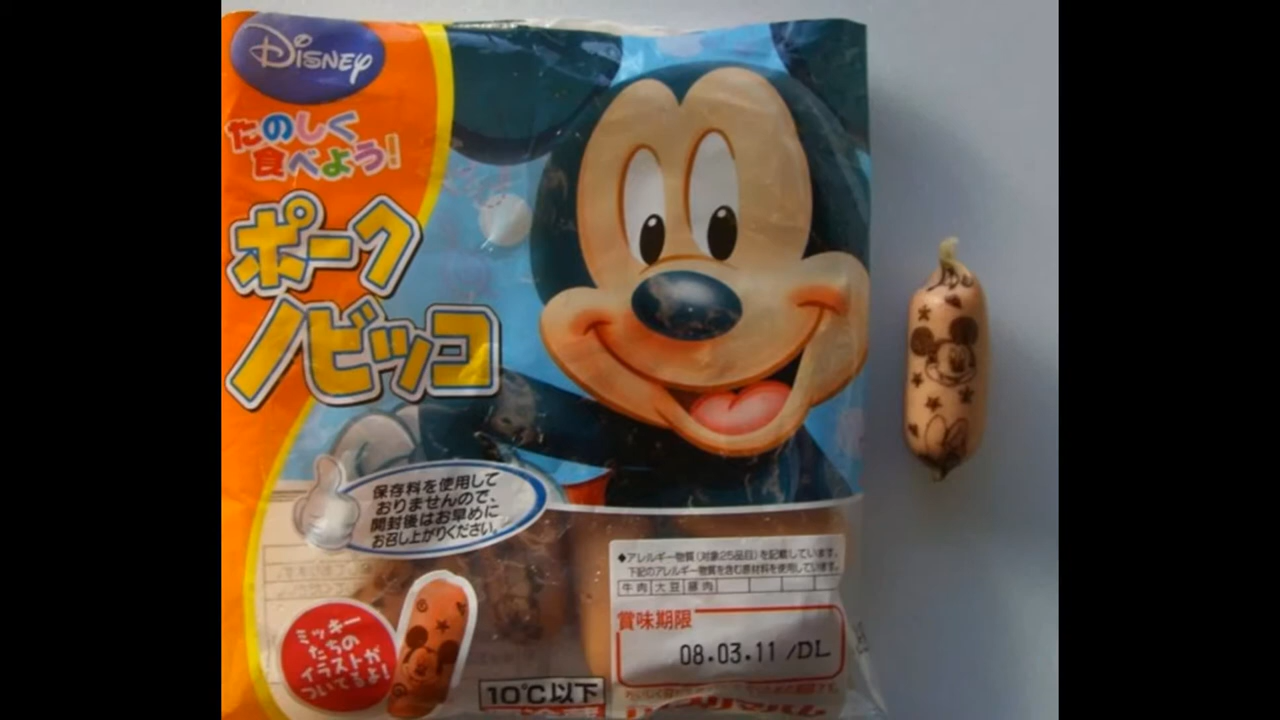 Disney
たのしく
食べよう!
ポーク
ノビッコ
保存料を使用して
おりませんので、
開封後はお早めに
お召し上がりください。
◆アレルギー物質(対象25品目)を記載しています。
下記のアレルギー物質を含む原材料を使用しています。
牛肉 大豆 豚肉
賞味期限
08.03.11 /DL
ミッキー
たちの
イラストが
ついてるよ!
10℃以下